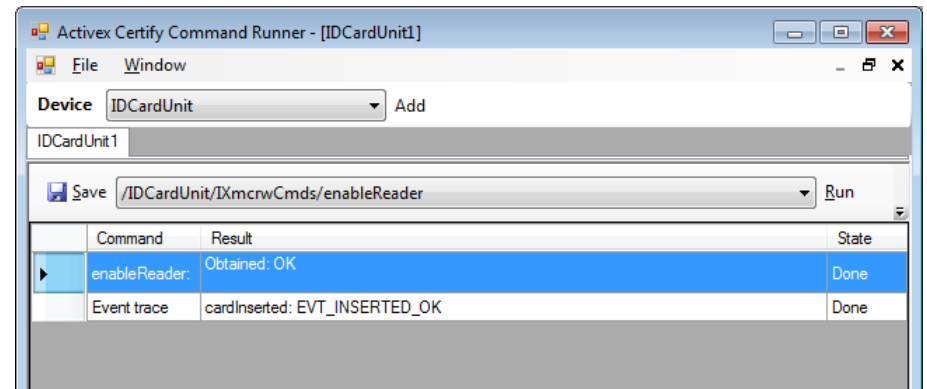 Activex Certify Command Runner - [IDCardUnit1]
File Window
Device IDCardUnit Add
IDCardUnit1
Save /IDCardUnit/IXmcrwCmds/enableReader Run
Command Result State
enableReader: Obtained: OK Done
Event trace cardInserted: EVT_INSERTED_OK Done